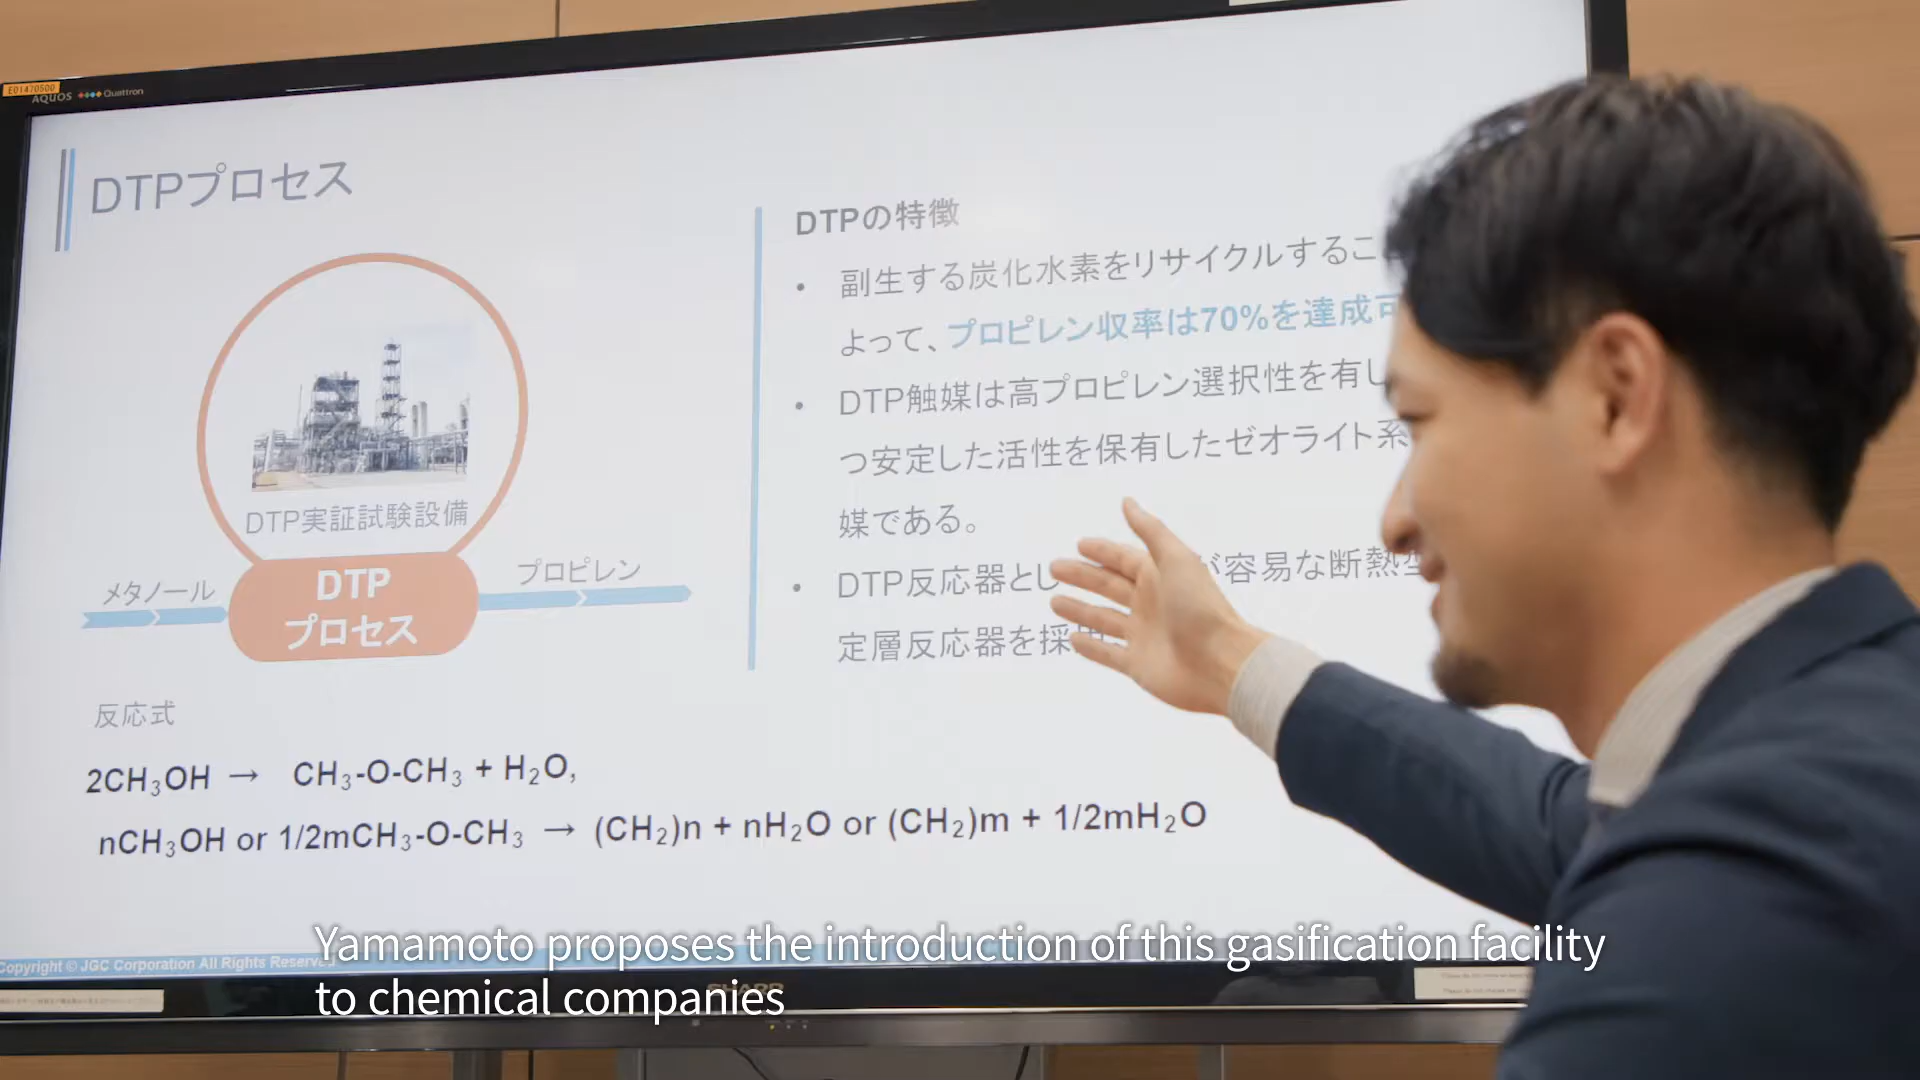 E01470500
AQUOS Quattron
DTPプロセス
DTP実証試験設備
メタノール
DTP
プロセス
プロピレン
DTPの特徴
• 副生する炭化水素をリサイクルするこ
よって、プロピレン収率は70%を達成可
• DTP触媒は高プロピレン選択性を有し
つ安定した活性を保有したゼオライト系
媒である。
• DTP反応器とし が容易な断熱型
定層反応器を採用
反応式
2CH₃OH → CH₃-O-CH₃ + H₂O,
nCH₃OH or 1/2mCH₃-O-CH₃ → (CH₂)n + nH₂O or (CH₂)m + 1/2mH₂O
Copyright © JGC Corporation All Rights Reserved
SHARP
Yamamoto proposes the introduction of this gasification facility
to chemical companies